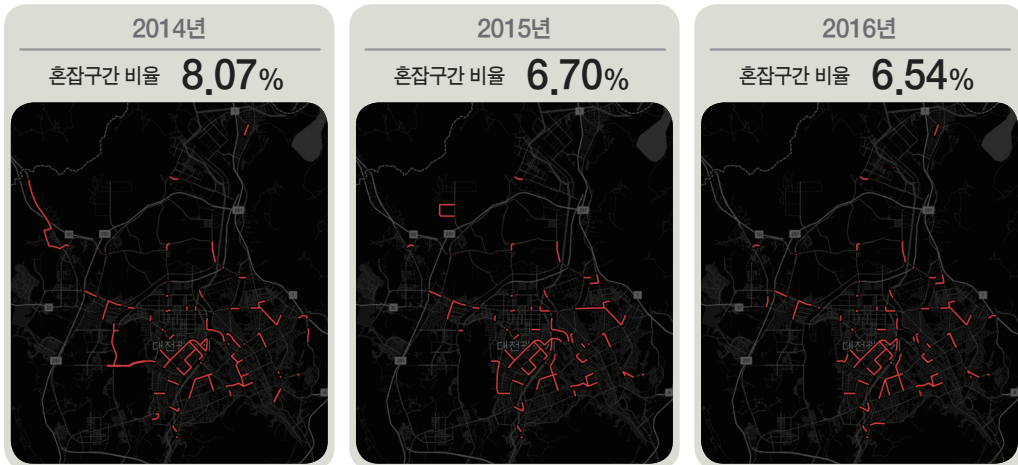 2014년
혼잡구간 비율 8.07%
2015년
혼잡구간 비율 6.70%
2016년
혼잡구간 비율 6.54%